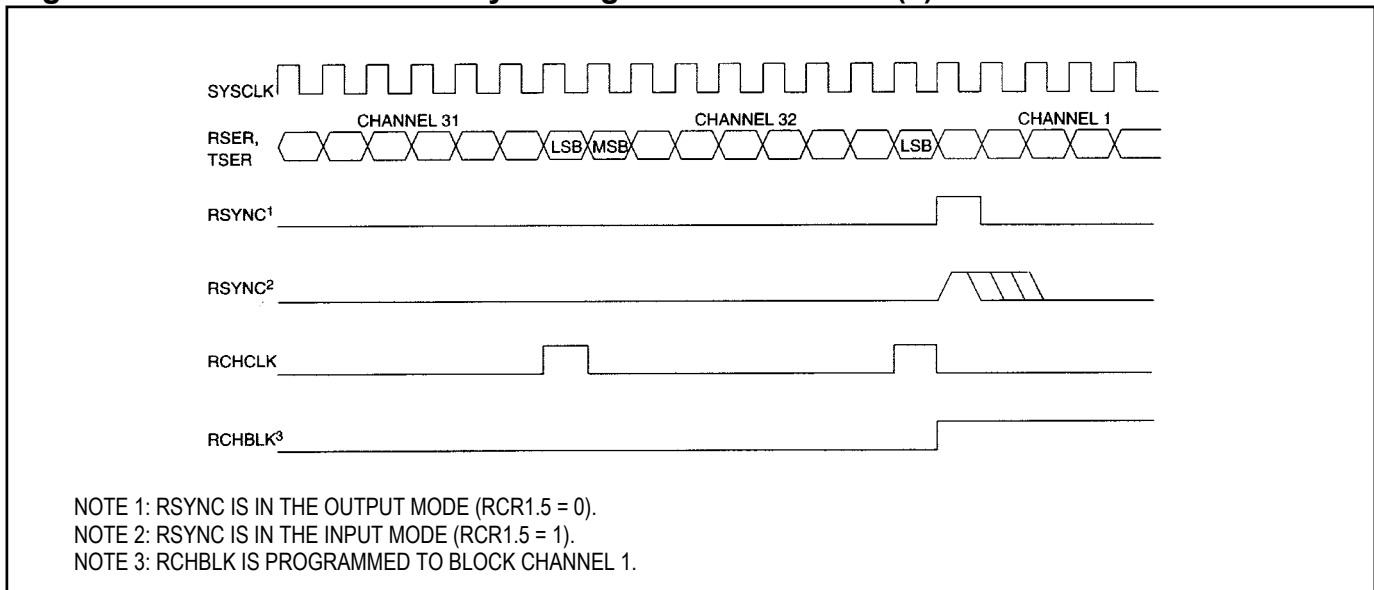 SYSCLK
CHANNEL 31 CHANNEL 32 CHANNEL 1
RSER,
TSER
LSB MSB LSB
RSYNC1
RSYNC2
RCHCLK
RCHBLK3
NOTE 1: RSYNC IS IN THE OUTPUT MODE (RCR1.5 = 0).
NOTE 2: RSYNC IS IN THE INPUT MODE (RCR1.5 = 1).
NOTE 3: RCHBLK IS PROGRAMMED TO BLOCK CHANNEL 1.